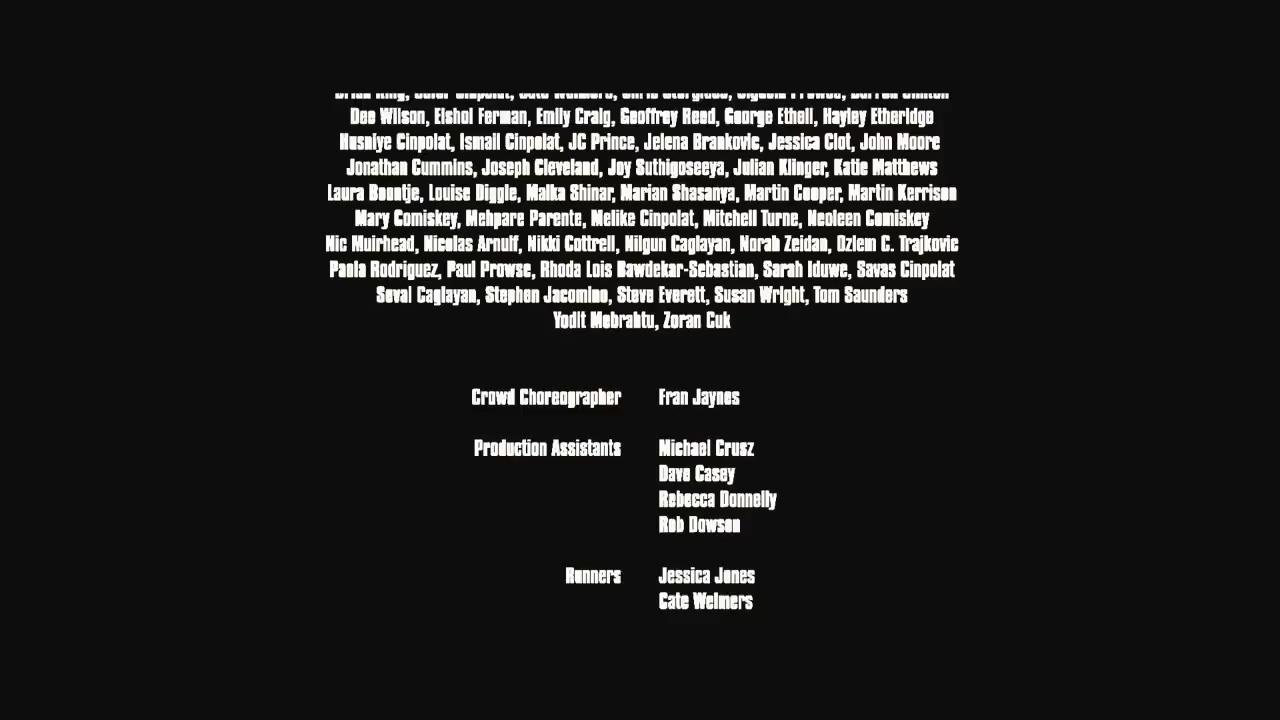 Dee Wilson, Elshol Ferman, Emily Craig, Geoffrey Reed, George Ethell, Hayley Etheridge
Husniye Cinpolat, Ismail Cinpolat, JC Prince, Jelena Brankovic, Jessica Clot, John Moore
Jonathan Cummins, Joseph Cleveland, Joy Suthigoseeya, Julian Klinger, Katie Matthews
Laura Boontje, Louise Diggle, Malka Shinar, Marian Shasanya, Martin Cooper, Martin Kerrison
Mary Comiskey, Mehpare Parente, Melike Cinpolat, Mitchell Turne, Neoleen Comiskey
Nic Muirhead, Nicolas Arnulf, Nikki Cottrell, Nilgun Caglayan, Norah Zeidan, Ozlem C. Trajkovic
Paola Rodriguez, Paul Prowse, Rhoda Lois Bawdekar-Sebastian, Sarah Iduwe, Savas Cinpolat
Seval Caglayan, Stephen Jacomino, Steve Everett, Susan Wright, Tom Saunders
Yodit Mebrahtu, Zoran Cuk
Crowd Choreographer Fran Jaynes
Production Assistants Michael Crusz
Dave Casey
Rebecca Donnelly
Rob Dowson
Runners Jessica Jones
Cate Welmers